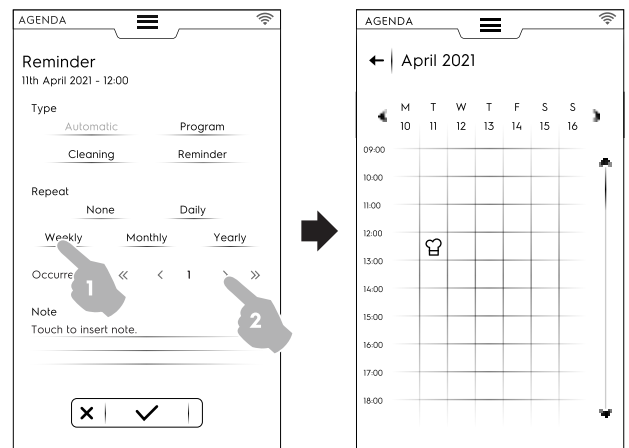 AGENDA
Reminder
11th April 2021 - 12:00
Type
Automatic Program
Cleaning Reminder
Repeat
None Daily
Weekly Monthly Yearly
Occurre « < 1 > »
1
2
Note
Touch to insert note.
AGENDA
April 2021
M T W T F S S
10 11 12 13 14 15 16
09:00
10:00
11:00
12:00
13:00
14:00
15:00
16:00
17:00
18:00